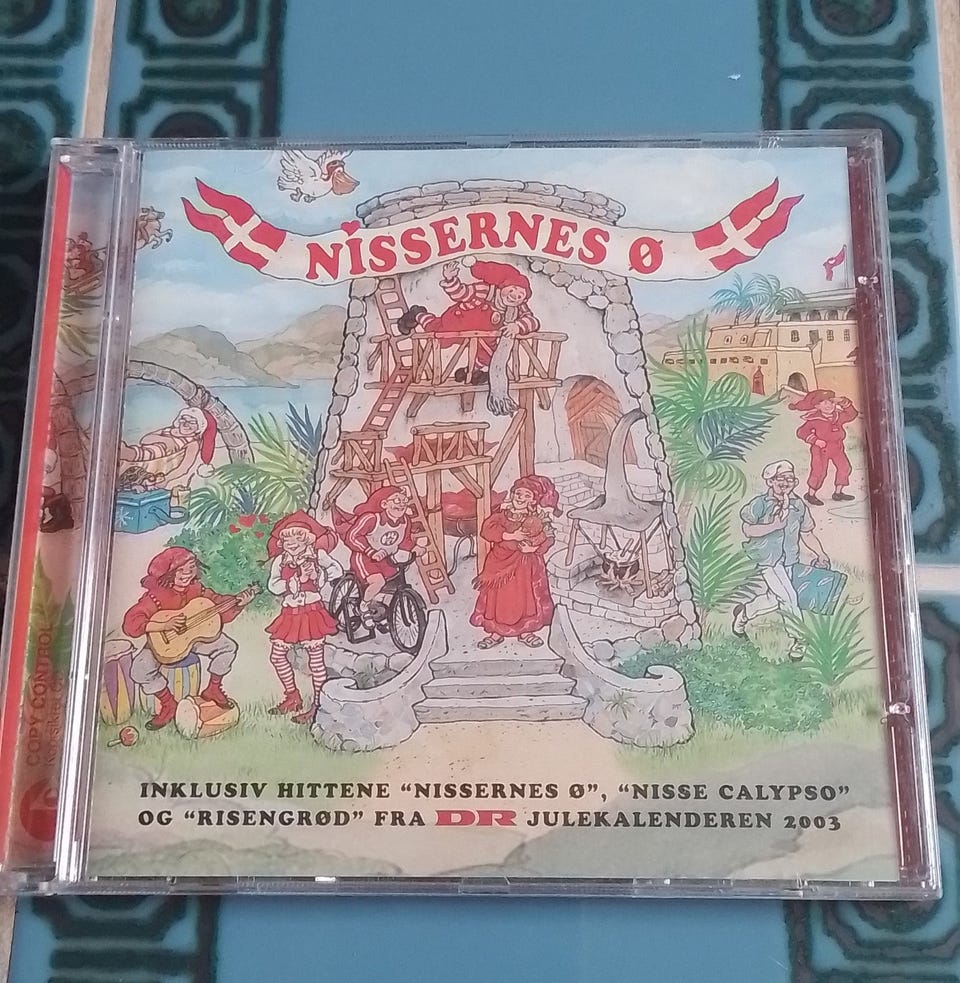 NISSERNES Ø
INKLUSIV HITTENE “NISSERNES Ø”, “NISSE CALYPSO”
OG “RISENGRØD” FRA DR JULEKALENDEREN 2003
COPY CONTROL